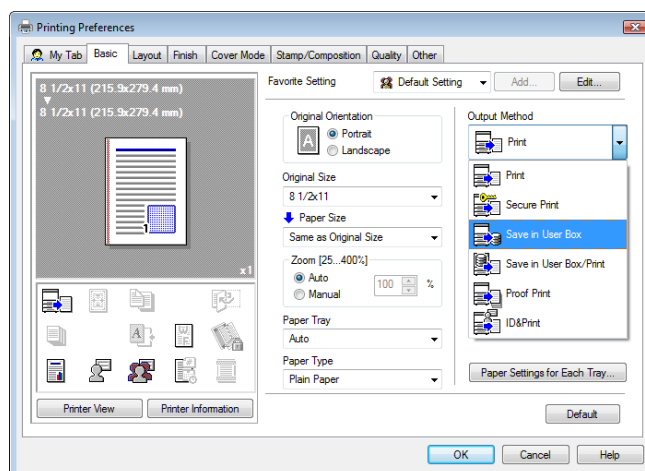 Printing Preferences
My Tab Basic Layout Finish Cover Mode Stamp/Composition Quality Other
8 1/2x11 (215.9x279.4 mm)
8 1/2x11 (215.9x279.4 mm)
1
x1
Printer View Printer Information
Favorite Setting Default Setting Add... Edit...
Original Orientation
A
Portrait
Landscape
Original Size
8 1/2x11
Paper Size
Same as Original Size
Zoom [25...400%]
Auto
Manual
100 %
Paper Tray
Auto
Paper Type
Plain Paper
Output Method
Print
Print
Secure Print
Save in User Box
Save in User Box/Print
Proof Print
ID&Print
Paper Settings for Each Tray...
Default
OK Cancel Help